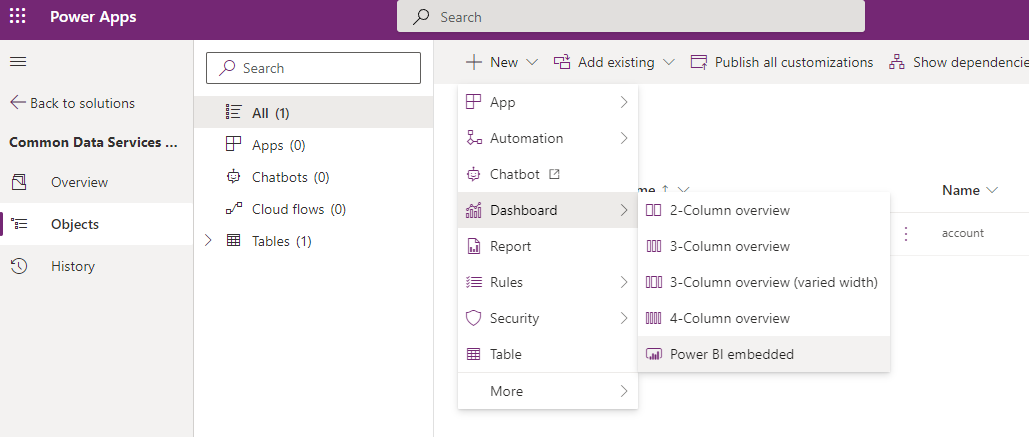 Power Apps
Search
Back to solutions
Common Data Services ...
Overview
Objects
History
Search
All (1)
Apps (0)
Chatbots (0)
Cloud flows (0)
Tables (1)
New
Add existing
Publish all customizations
Show dependencie
App
Automation
Chatbot
Dashboard
Report
Rules
Security
Table
More
me
Name
account
2-Column overview
3-Column overview
3-Column overview (varied width)
4-Column overview
Power BI embedded